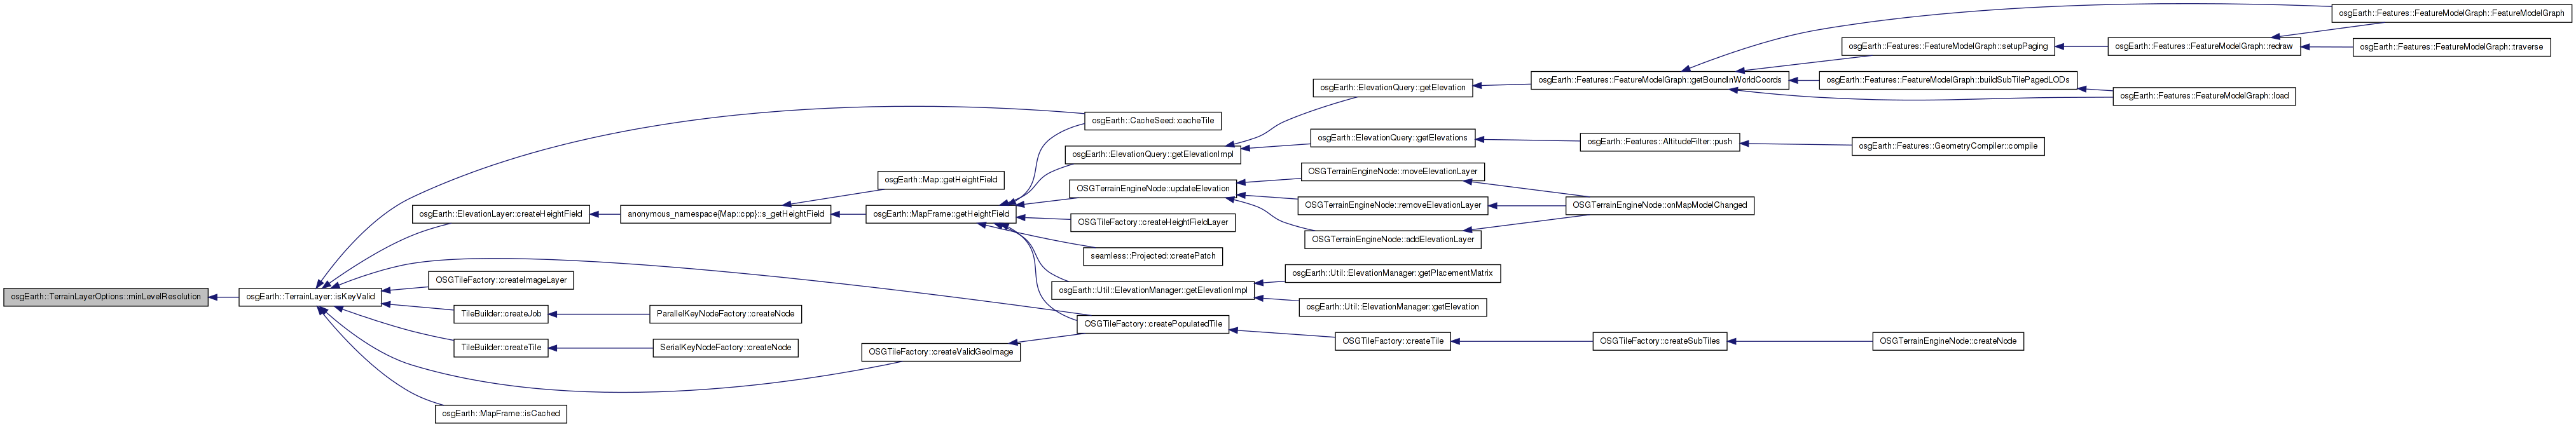 osgEarth::Features::FeatureModelGraph::FeatureModelGraph
osgEarth::Features::FeatureModelGraph::setupPaging
osgEarth::Features::FeatureModelGraph::redraw
osgEarth::Features::FeatureModelGraph::traverse
osgEarth::ElevationQuery::getElevation
osgEarth::Features::FeatureModelGraph::getBoundInWorldCoords
osgEarth::Features::FeatureModelGraph::buildSubTilePagedLODs
osgEarth::Features::FeatureModelGraph::load
osgEarth::CacheSeed::cacheTile
osgEarth::ElevationQuery::getElevations
osgEarth::Features::AltitudeFilter::push
osgEarth::Features::GeometryCompiler::compile
osgEarth::ElevationQuery::getElevationImpl
osgEarth::Map::getHeightField
OSGTerrainEngineNode::updateElevation
OSGTerrainEngineNode::moveElevationLayer
osgEarth::ElevationLayer::createHeightField
anonymous_namespace{Map::cpp}::s_getHeightField
osgEarth::MapFrame::getHeightField
OSGTerrainEngineNode::removeElevationLayer
OSGTerrainEngineNode::onMapModelChanged
OSGTileFactory::createHeightFieldLayer
OSGTerrainEngineNode::addElevationLayer
seamless::Projected::createPatch
OSGTileFactory::createImageLayer
osgEarth::Util::ElevationManager::getPlacementMatrix
osgEarth::TerrainLayerOptions::minLevelResolution
osgEarth::TerrainLayer::isKeyValid
osgEarth::Util::ElevationManager::getElevationImpl
osgEarth::Util::ElevationManager::getElevation
TileBuilder::createJob
ParallelKeyNodeFactory::createNode
OSGTileFactory::createPopulatedTile
TileBuilder::createTile
SerialKeyNodeFactory::createNode
OSGTileFactory::createValidGeoImage
OSGTileFactory::createTile
OSGTileFactory::createSubTiles
OSGTerrainEngineNode::createNode
osgEarth::MapFrame::isCached